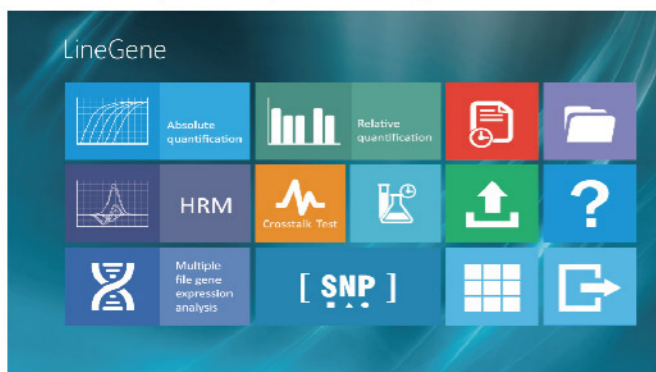 LineGene
Absolute
quantification
Relative
quantification
HRM
Crosstalk Test
?
Multiple
file gene
expression
analysis
[ SNP ]